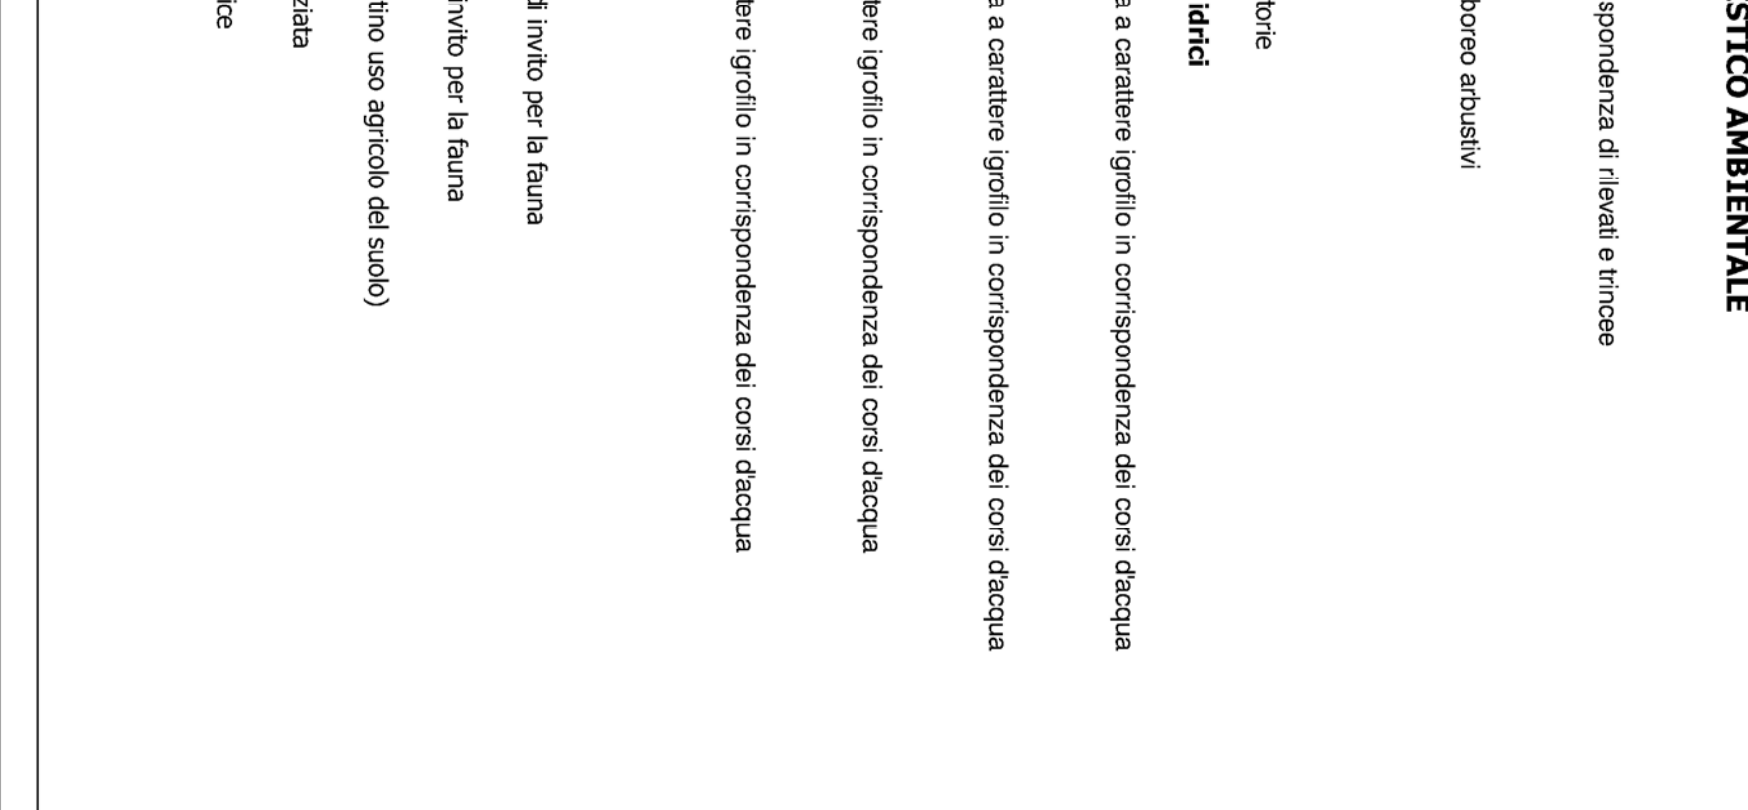 STICO AMBIENTALE
spondenza di rilevati e trincee
boreo arbustivi
torie
idrici
a a carattere igrofilo in corrispondenza dei corsi d'acqua
a a carattere igrofilo in corrispondenza dei corsi d'acqua
tere igrofilo in corrispondenza dei corsi d'acqua
tere igrofilo in corrispondenza dei corsi d'acqua
di invito per la fauna
invito per la fauna
tino uso agricolo del suolo)
ziata
ice